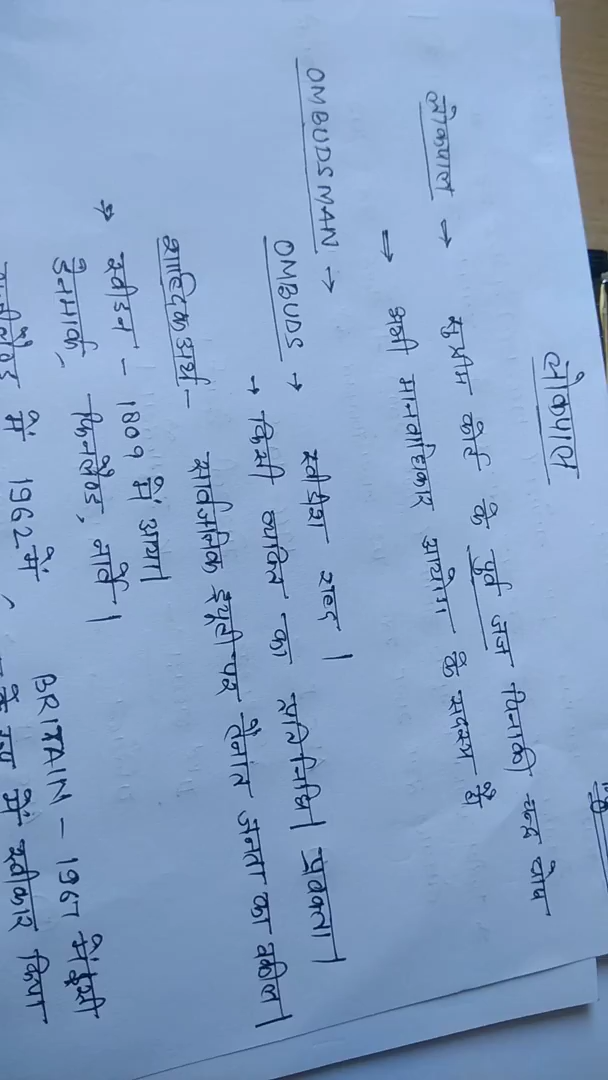 लोकपाल
लोकपाल → सुप्रीम कोर्ट के पूर्व जज पिनाकी चन्द्र घोष
⇒ अभी मानवाधिकार आयोग के सदस्य हैं
OMBUDSMAN →
OMBUDS → स्वीडिश शब्द।
→ किसी व्यक्ति का प्रतिनिधि। प्रवक्ता।
शाब्दिक अर्थ - सार्वजनिक ड्यूटी पर तैनात जनता का वकील।
→ स्वीडन - 1809 में आया।
डेनमार्क, फिनलैण्ड, नार्वे।
में 1962 में BRITAIN - 1967 में इसी
के रूप में स्वीकार किया